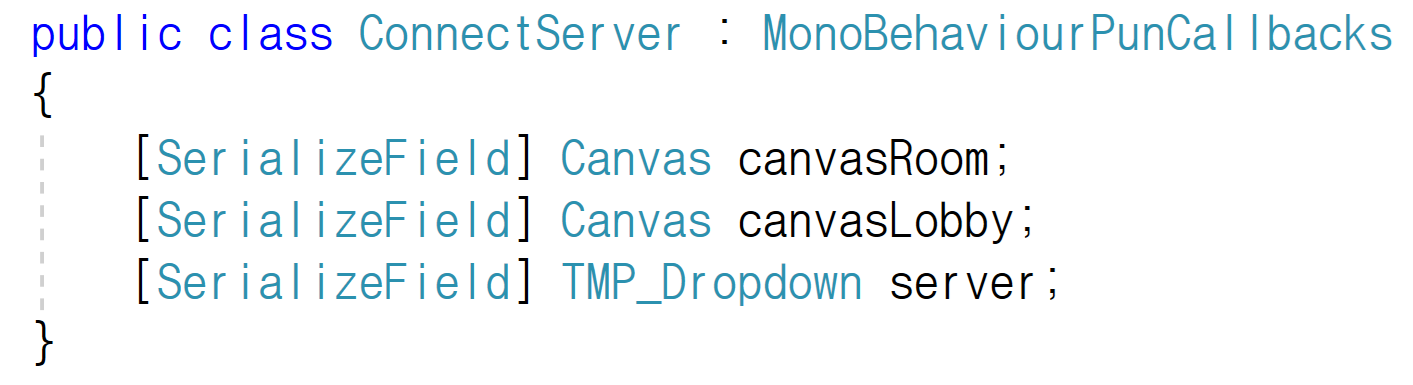 public class ConnectServer : MonoBehaviourPunCallbacks
{
[SerializeField] Canvas canvasRoom;
[SerializeField] Canvas canvasLobby;
[SerializeField] TMP_Dropdown server;
}